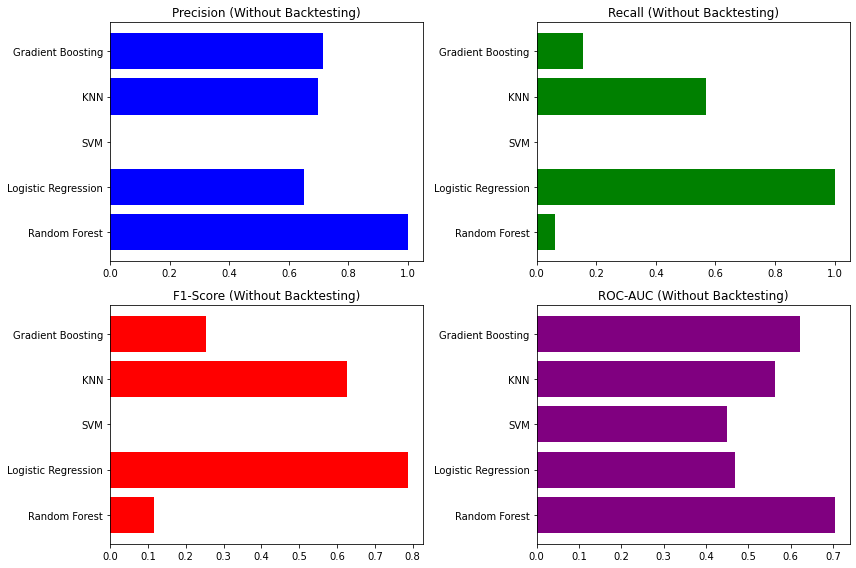 Precision (Without Backtesting)
Gradient Boosting
KNN
SVM
Logistic Regression
Random Forest
0.0 0.2 0.4 0.6 0.8 1.0
Recall (Without Backtesting)
Gradient Boosting
KNN
SVM
Logistic Regression
Random Forest
0.0 0.2 0.4 0.6 0.8 1.0
F1-Score (Without Backtesting)
Gradient Boosting
KNN
SVM
Logistic Regression
Random Forest
0.0 0.1 0.2 0.3 0.4 0.5 0.6 0.7 0.8
ROC-AUC (Without Backtesting)
Gradient Boosting
KNN
SVM
Logistic Regression
Random Forest
0.0 0.1 0.2 0.3 0.4 0.5 0.6 0.7